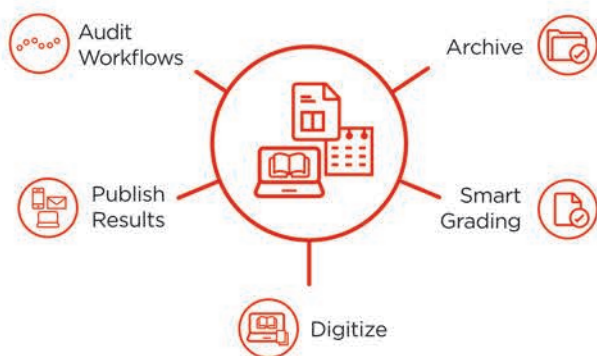 Audit
Workflows
Archive
Publish
Results
Smart
Grading
Digitize